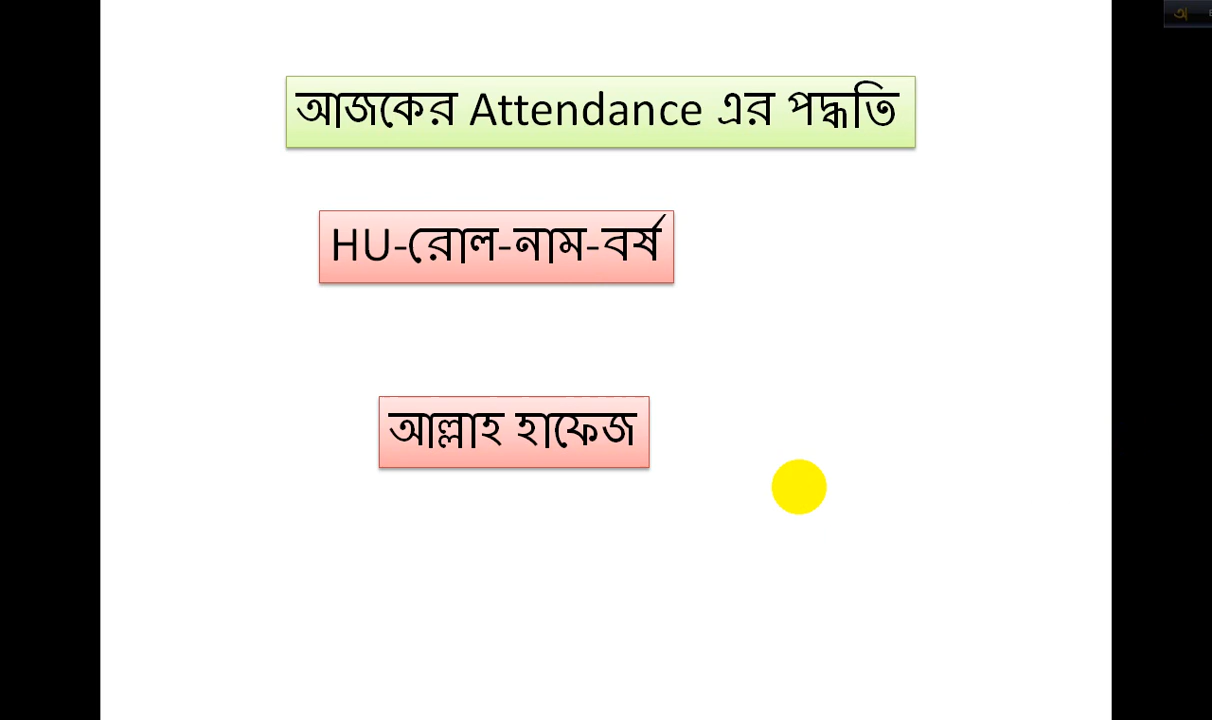 আজকের Attendance এর পদ্ধতি
HU-রোল-নাম-বর্ষ
আল্লাহ হাফেজ
অ